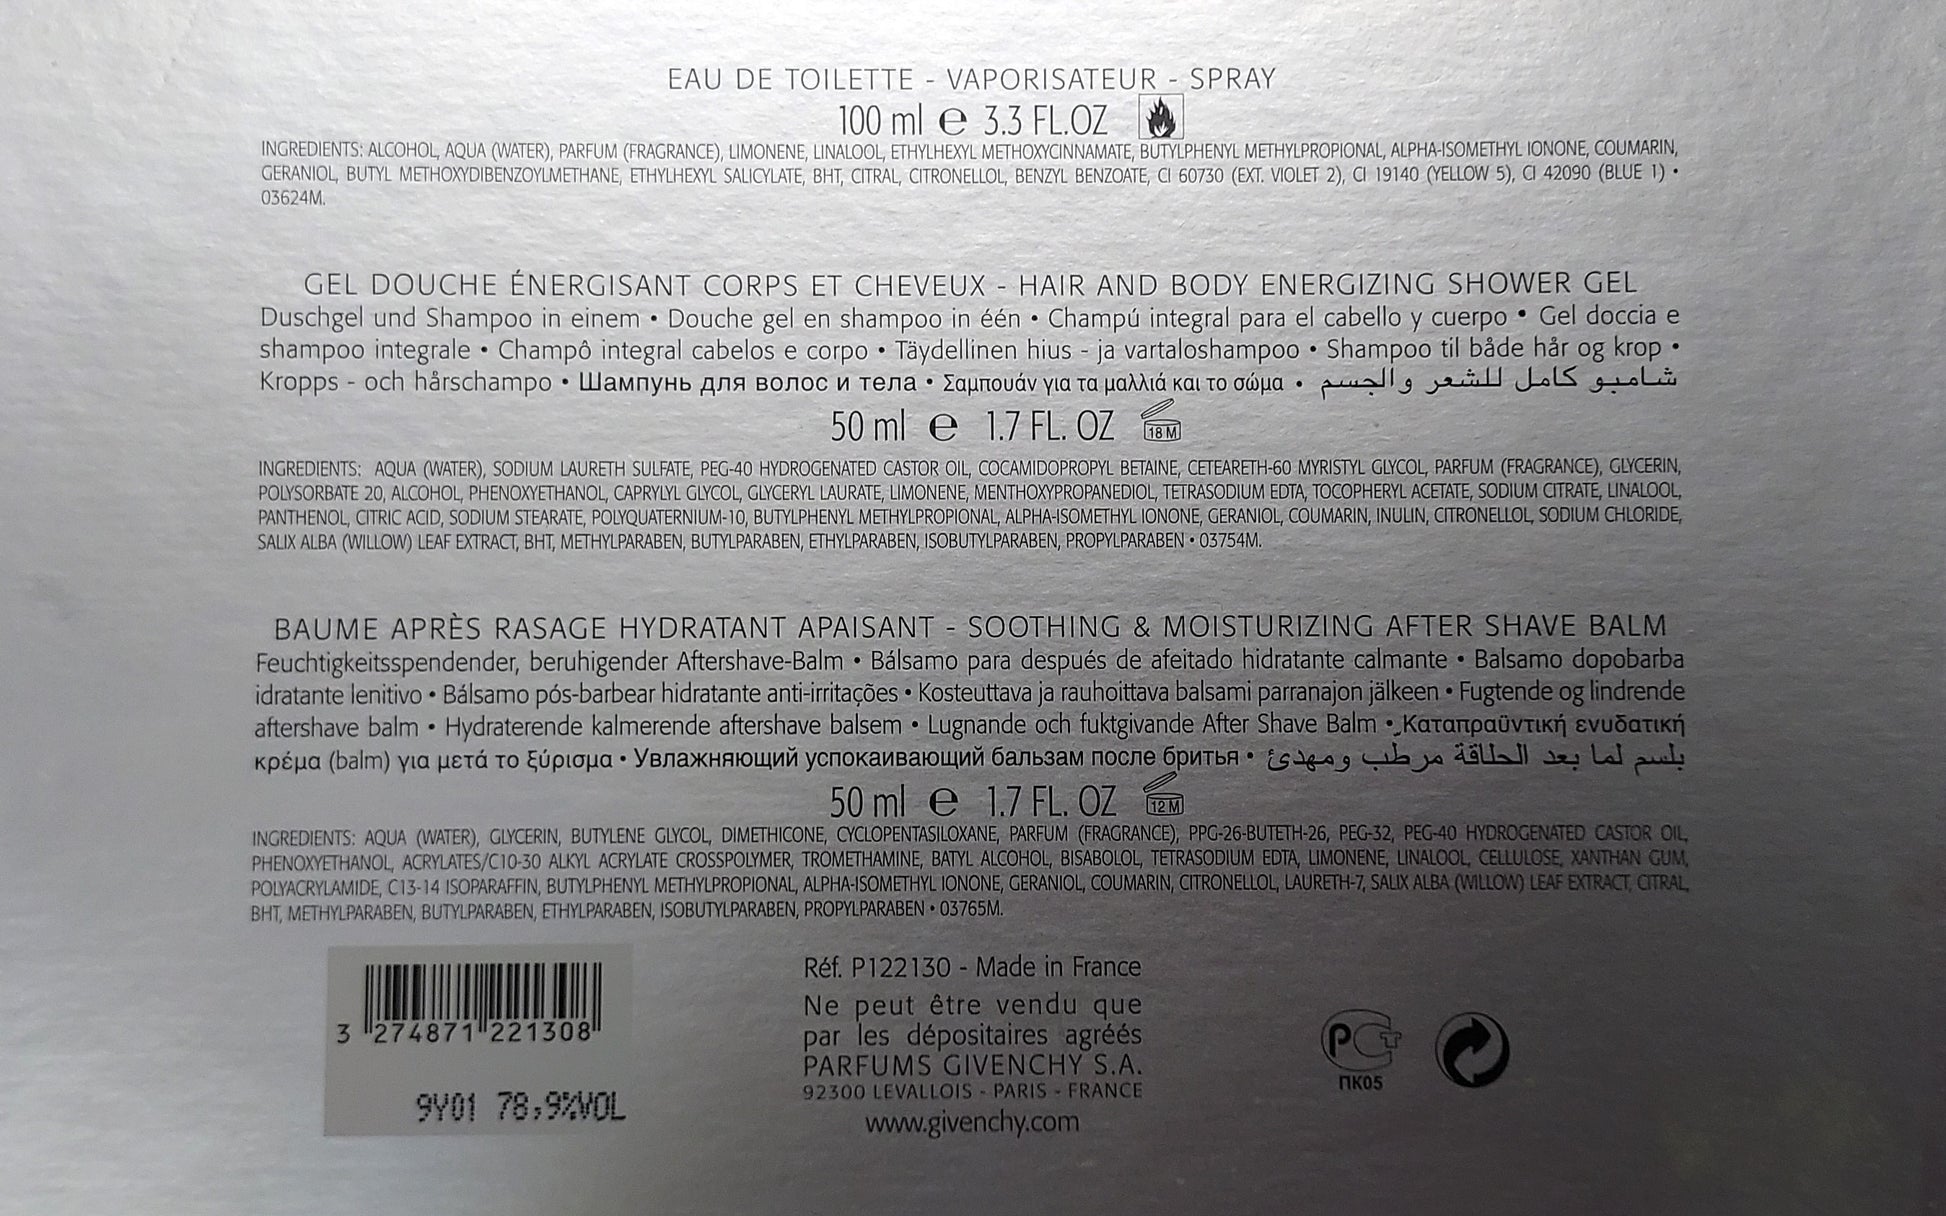 EAU DE TOILETTE - VAPORISATEUR - SPRAY
100 ml e 3.3 FL.OZ
INGREDIENTS: ALCOHOL, AQUA (WATER), PARFUM (FRAGRANCE), LIMONENE, LINALOOL, ETHYLHEXYL METHOXYCINNAMATE, BUTYLPHENYL METHYLPROPIONAL, ALPHA-ISOMETHYL IONONE, COUMARIN,
GERANIOL, BUTYL METHOXYDIBENZOYLMETHANE, ETHYLHEXYL SALICYLATE, BHT, CITRAL, CITRONELLOL, BENZYL BENZOATE, CI 60730 (EXT. VIOLET 2), CI 19140 (YELLOW 5), CI 42090 (BLUE 1) •
03624M.
GEL DOUCHE ÉNERGISANT CORPS ET CHEVEUX - HAIR AND BODY ENERGIZING SHOWER GEL
Duschgel und Shampoo in einem • Douche gel en shampoo in één • Champú integral para el cabello y cuerpo • Gel doccia e
shampoo integrale • Champô integral cabelos e corpo • Täydellinen hius - ja vartaloshampoo • Shampoo til både hår og krop •
Kropps - och hårschampo • Шампунь для волос и тела • Σαμπουάν για τα μαλλιά και το σώμα • شامبو كامل للشعر والجسم
50 ml e 1.7 FL. OZ 18 M
INGREDIENTS: AQUA (WATER), SODIUM LAURETH SULFATE, PEG-40 HYDROGENATED CASTOR OIL, COCAMIDOPROPYL BETAINE, CETEARETH-60 MYRISTYL GLYCOL, PARFUM (FRAGRANCE), GLYCERIN,
POLYSORBATE 20, ALCOHOL, PHENOXYETHANOL, CAPRYLYL GLYCOL, GLYCERYL LAURATE, LIMONENE, MENTHOXYPROPANEDIOL, TETRASODIUM EDTA, TOCOPHERYL ACETATE, SODIUM CITRATE, LINALOOL,
PANTHENOL, CITRIC ACID, SODIUM STEARATE, POLYQUATERNIUM-10, BUTYLPHENYL METHYLPROPIONAL, ALPHA-ISOMETHYL IONONE, GERANIOL, COUMARIN, INULIN, CITRONELLOL, SODIUM CHLORIDE,
SALIX ALBA (WILLOW) LEAF EXTRACT, BHT, METHYLPARABEN, BUTYLPARABEN, ETHYLPARABEN, ISOBUTYLPARABEN, PROPYLPARABEN • 03754M.
BAUME APRÈS RASAGE HYDRATANT APAISANT - SOOTHING & MOISTURIZING AFTER SHAVE BALM
Feuchtigkeitsspendender, beruhigender Aftershave-Balm • Bálsamo para después de afeitado hidratante calmante • Balsamo dopobarba
idratante lenitivo • Bálsamo pós-barbear hidratante anti-irritações • Kosteuttava ja rauhoittava balsami parranajon jälkeen • Fugtende og lindrende
aftershave balm • Hydraterende kalmerende aftershave balsem • Lugnande och fuktgivande After Shave Balm • Καταπραϋντική ενυδατική
κρέμα (balm) για μετά το ξύρισμα • Увлажняющий успокаивающий бальзам после бритья • بلسم لما بعد الحلاقة مرطب ومهدئ
50 ml e 1.7 FL. OZ 12 M
INGREDIENTS: AQUA (WATER), GLYCERIN, BUTYLENE GLYCOL, DIMETHICONE, CYCLOPENTASILOXANE, PARFUM (FRAGRANCE), PPG-26-BUTETH-26, PEG-32, PEG-40 HYDROGENATED CASTOR OIL,
PHENOXYETHANOL, ACRYLATES/C10-30 ALKYL ACRYLATE CROSSPOLYMER, TROMETHAMINE, BATYL ALCOHOL, BISABOLOL, TETRASODIUM EDTA, LIMONENE, LINALOOL, CELLULOSE, XANTHAN GUM,
POLYACRYLAMIDE, C13-14 ISOPARAFFIN, BUTYLPHENYL METHYLPROPIONAL, ALPHA-ISOMETHYL IONONE, GERANIOL, COUMARIN, CITRONELLOL, LAURETH-7, SALIX ALBA (WILLOW) LEAF EXTRACT, CITRAL,
BHT, METHYLPARABEN, BUTYLPARABEN, ETHYLPARABEN, ISOBUTYLPARABEN, PROPYLPARABEN • 03765M.
3 274871 221308
9Y01 78,9%VOL
Réf. P122130 - Made in France
Ne peut être vendu que
par les dépositaires agréés
PARFUMS GIVENCHY S.A.
92300 LEVALLOIS - PARIS - FRANCE
www.givenchy.com
РСТ
ПК05